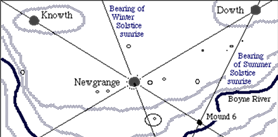 Knowth
Bearing of
Winter
Solstice
sunrise
Dowth
Newgrange
Bearing
of Summer
Solstice
sunrise
Boyne River
Mound 6